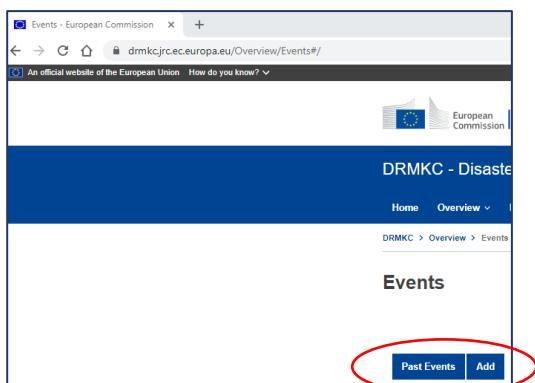 Events - European Commission
drmkc.jrc.ec.europa.eu/Overview/Events#/
An official website of the European Union How do you know?
European
Commission
DRMKC - Disaste
Home Overview
DRMKC > Overview > Events
Events
Past Events Add